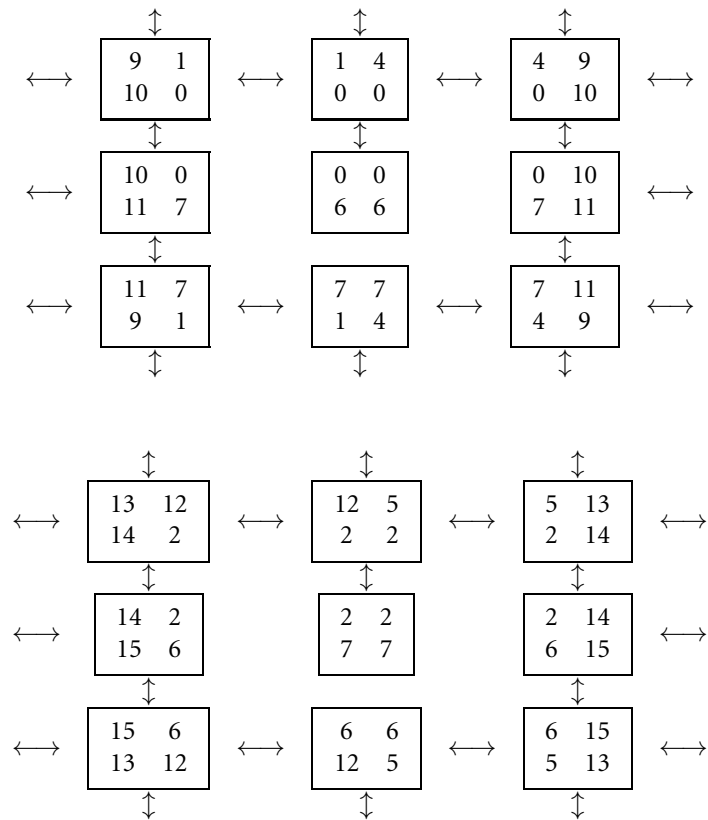 ↕ ↕ ↕
9 1 1 4 4 9
←→ ←→ ←→ ←→
10 0 0 0 0 10
↕ ↕ ↕
10 0 0 0 0 10
←→ ←→
11 7 6 6 7 11
↕ ↕
11 7 7 7 7 11
←→ ←→ ←→ ←→
9 1 1 4 4 9
↕ ↕ ↕
↕ ↕ ↕
13 12 12 5 5 13
←→ ←→ ←→ ←→
14 2 2 2 2 14
↕ ↕ ↕
14 2 2 2 2 14
←→ ←→
15 6 7 7 6 15
↕ ↕
15 6 6 6 6 15
←→ ←→ ←→ ←→
13 12 12 5 5 13
↕ ↕ ↕